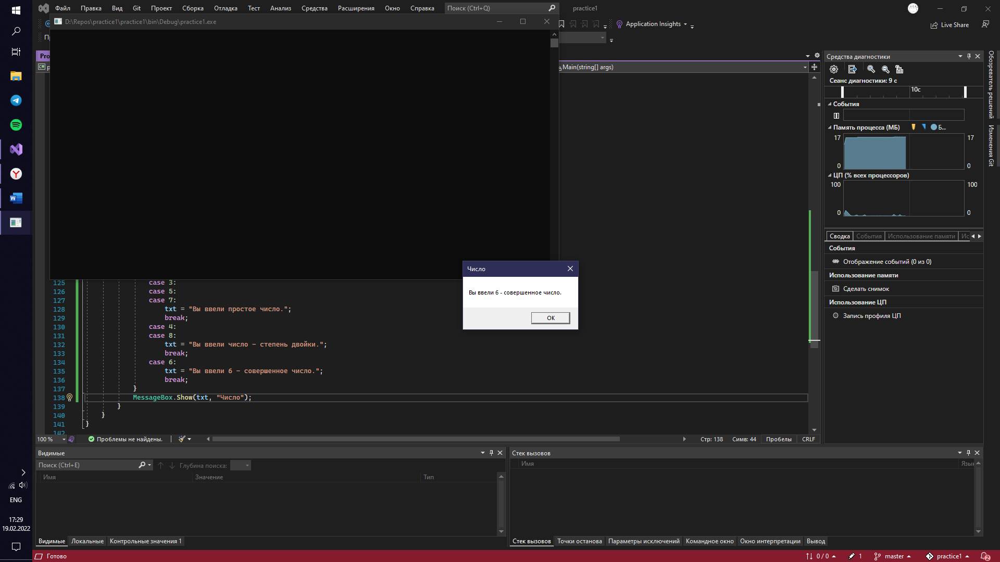 Файл Правка Вид Git Проект Сборка Отладка Тест Анализ Средства Расширения Окно Справка Поиск (Ctrl+Q) practice1
D:\Repos\practice1\practice1\bin\Debug\practice1.exe
Application Insights
Live Share
Pro
Main(string[] args)
Средства диагностики
Сеанс диагностики: 9 с
10с
События
Память процесса (МБ) Б...
17 17
0 0
ЦП (% всех процессоров)
100 100
0 0
Сводка События Использование памяти Ис
События
Отображение событий (0 из 0)
Использование памяти
Сделать снимок
Использование ЦП
Запись профиля ЦП
Обозреватель решений
Изменения Git
Число
Вы ввели 6 - совершенное число.
ОК
125 case 3:
126 case 5:
127 case 7:
128 txt = "Вы ввели простое число.";
129 break;
130 case 4:
131 case 8:
132 txt = "Вы ввели число - степень двойки.";
133 break;
134 case 6:
135 txt = "Вы ввели 6 - совершенное число.";
136 break;
137 }
138 MessageBox.Show(txt, "Число");
139 }
140 }
141 }
142
100 % Проблемы не найдены. Стр: 138 Симв: 44 Пробелы CRLF
Видимые
Поиск (Ctrl+E) Глубина поиска:
Имя Значение Тип
Видимые Локальные Контрольные значения 1
Стек вызовов
Имя Язык
Стек вызовов Точки останова Параметры исключений Командное окно Окно интерпретации Вывод
ENG
17:29
19.02.2022
Готово 0 / 0 1 master practice1 2